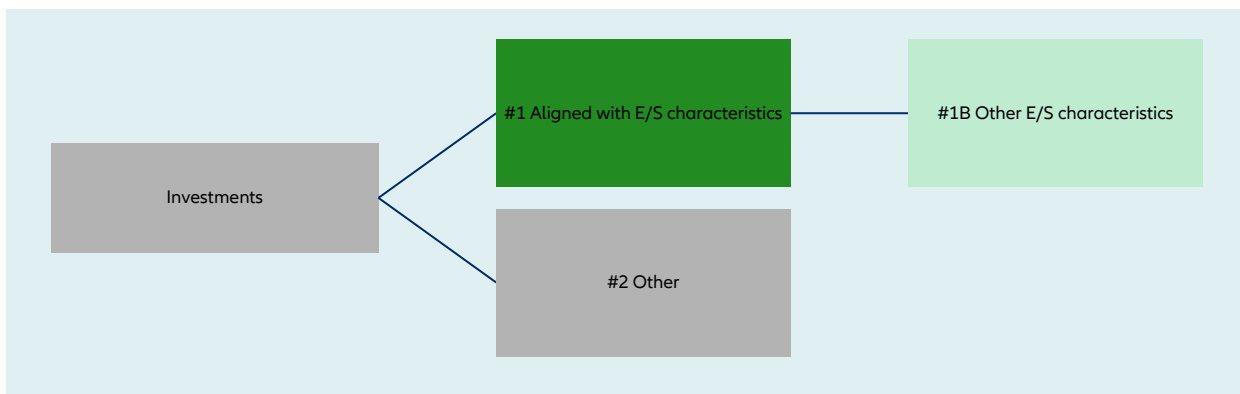 #1 Aligned with E/S characteristics
#1B Other E/S characteristics
Investments
#2 Other